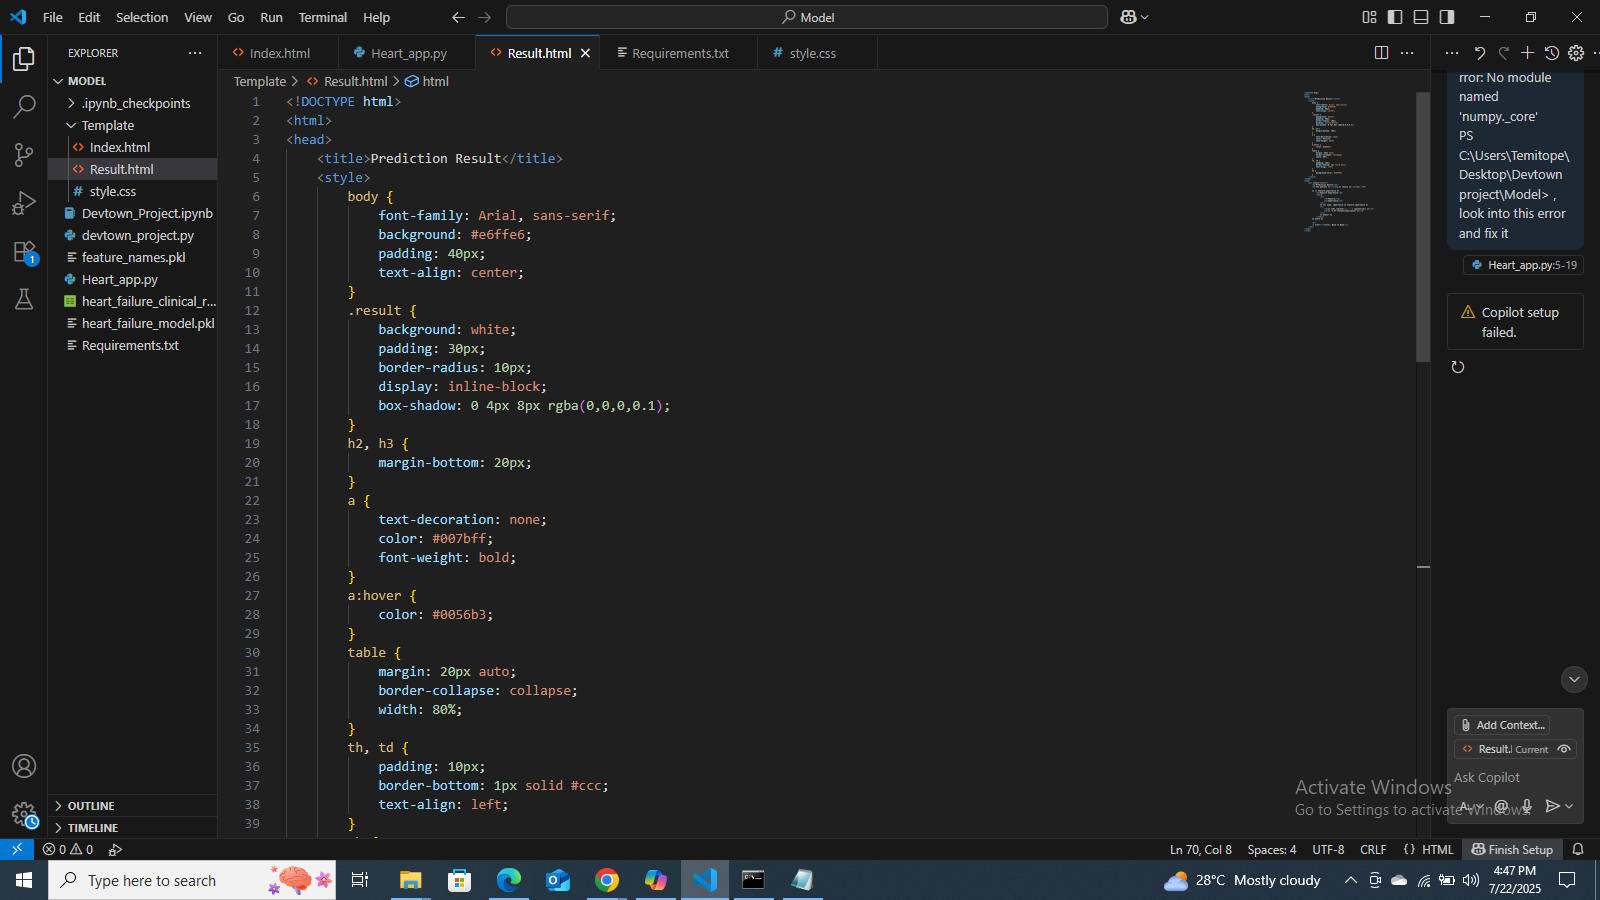 File Edit Selection View Go Run Terminal Help
Model
EXPLORER
MODEL
.ipynb_checkpoints
Template
Index.html
Result.html
style.css
Devtown_Project.ipynb
devtown_project.py
feature_names.pkl
Heart_app.py
heart_failure_clinical_r...
heart_failure_model.pkl
Requirements.txt
OUTLINE
TIMELINE
1
Index.html
Heart_app.py
Result.html
Requirements.txt
style.css
Template > Result.html > html
1 <!DOCTYPE html>
2 <html>
3 <head>
4 <title>Prediction Result</title>
5 <style>
6 body {
7 font-family: Arial, sans-serif;
8 background: #e6ffe6;
9 padding: 40px;
10 text-align: center;
11 }
12 .result {
13 background: white;
14 padding: 30px;
15 border-radius: 10px;
16 display: inline-block;
17 box-shadow: 0 4px 8px rgba(0,0,0,0.1);
18 }
19 h2, h3 {
20 margin-bottom: 20px;
21 }
22 a {
23 text-decoration: none;
24 color: #007bff;
25 font-weight: bold;
26 }
27 a:hover {
28 color: #0056b3;
29 }
30 table {
31 margin: 20px auto;
32 border-collapse: collapse;
33 width: 80%;
34 }
35 th, td {
36 padding: 10px;
37 border-bottom: 1px solid #ccc;
38 text-align: left;
39 }
rror: No module
named
'numpy._core'
PS
C:\Users\Temitope\
Desktop\Devtown
project\Model> ,
look into this error
and fix it
Heart_app.py:5-19
Copilot setup
failed.
Add Context...
Result.l Current
Ask Copilot
Activate Windows
Go to Settings to activate Windows.
0 0
Ln 70, Col 8 Spaces: 4 UTF-8 CRLF {} HTML Finish Setup
Type here to search
28°C Mostly cloudy
4:47 PM
7/22/2025